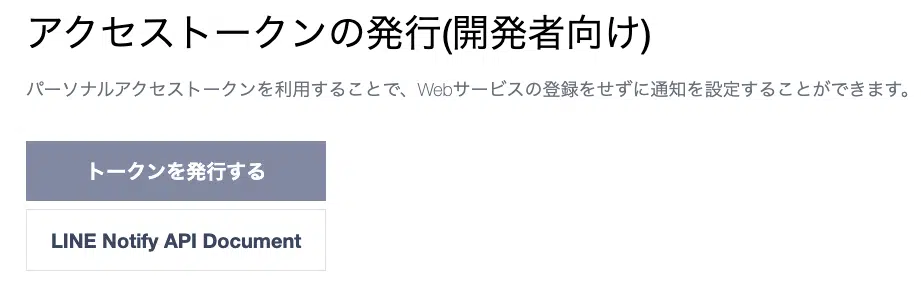 アクセストークンの発行(開発者向け)
パーソナルアクセストークンを利用することで、Webサービスの登録をせずに通知を設定することができます。
トークンを発行する
LINE Notify API Document